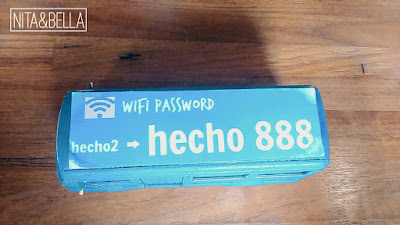 NITA&BELLA
WIFI PASSWORD
hecho2 ➡ hecho 888